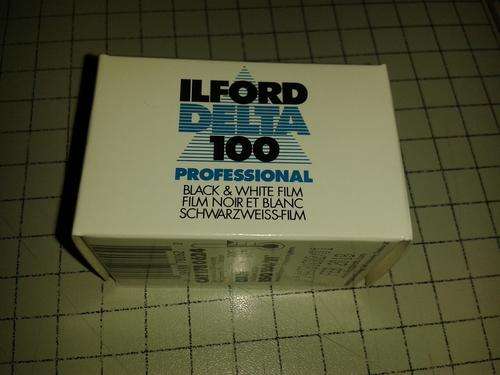 ILFORD
DELTA
100
PROFESSIONAL
BLACK & WHITE FILM
FILM NOIR ET BLANC
SCHWARZWEISS-FILM